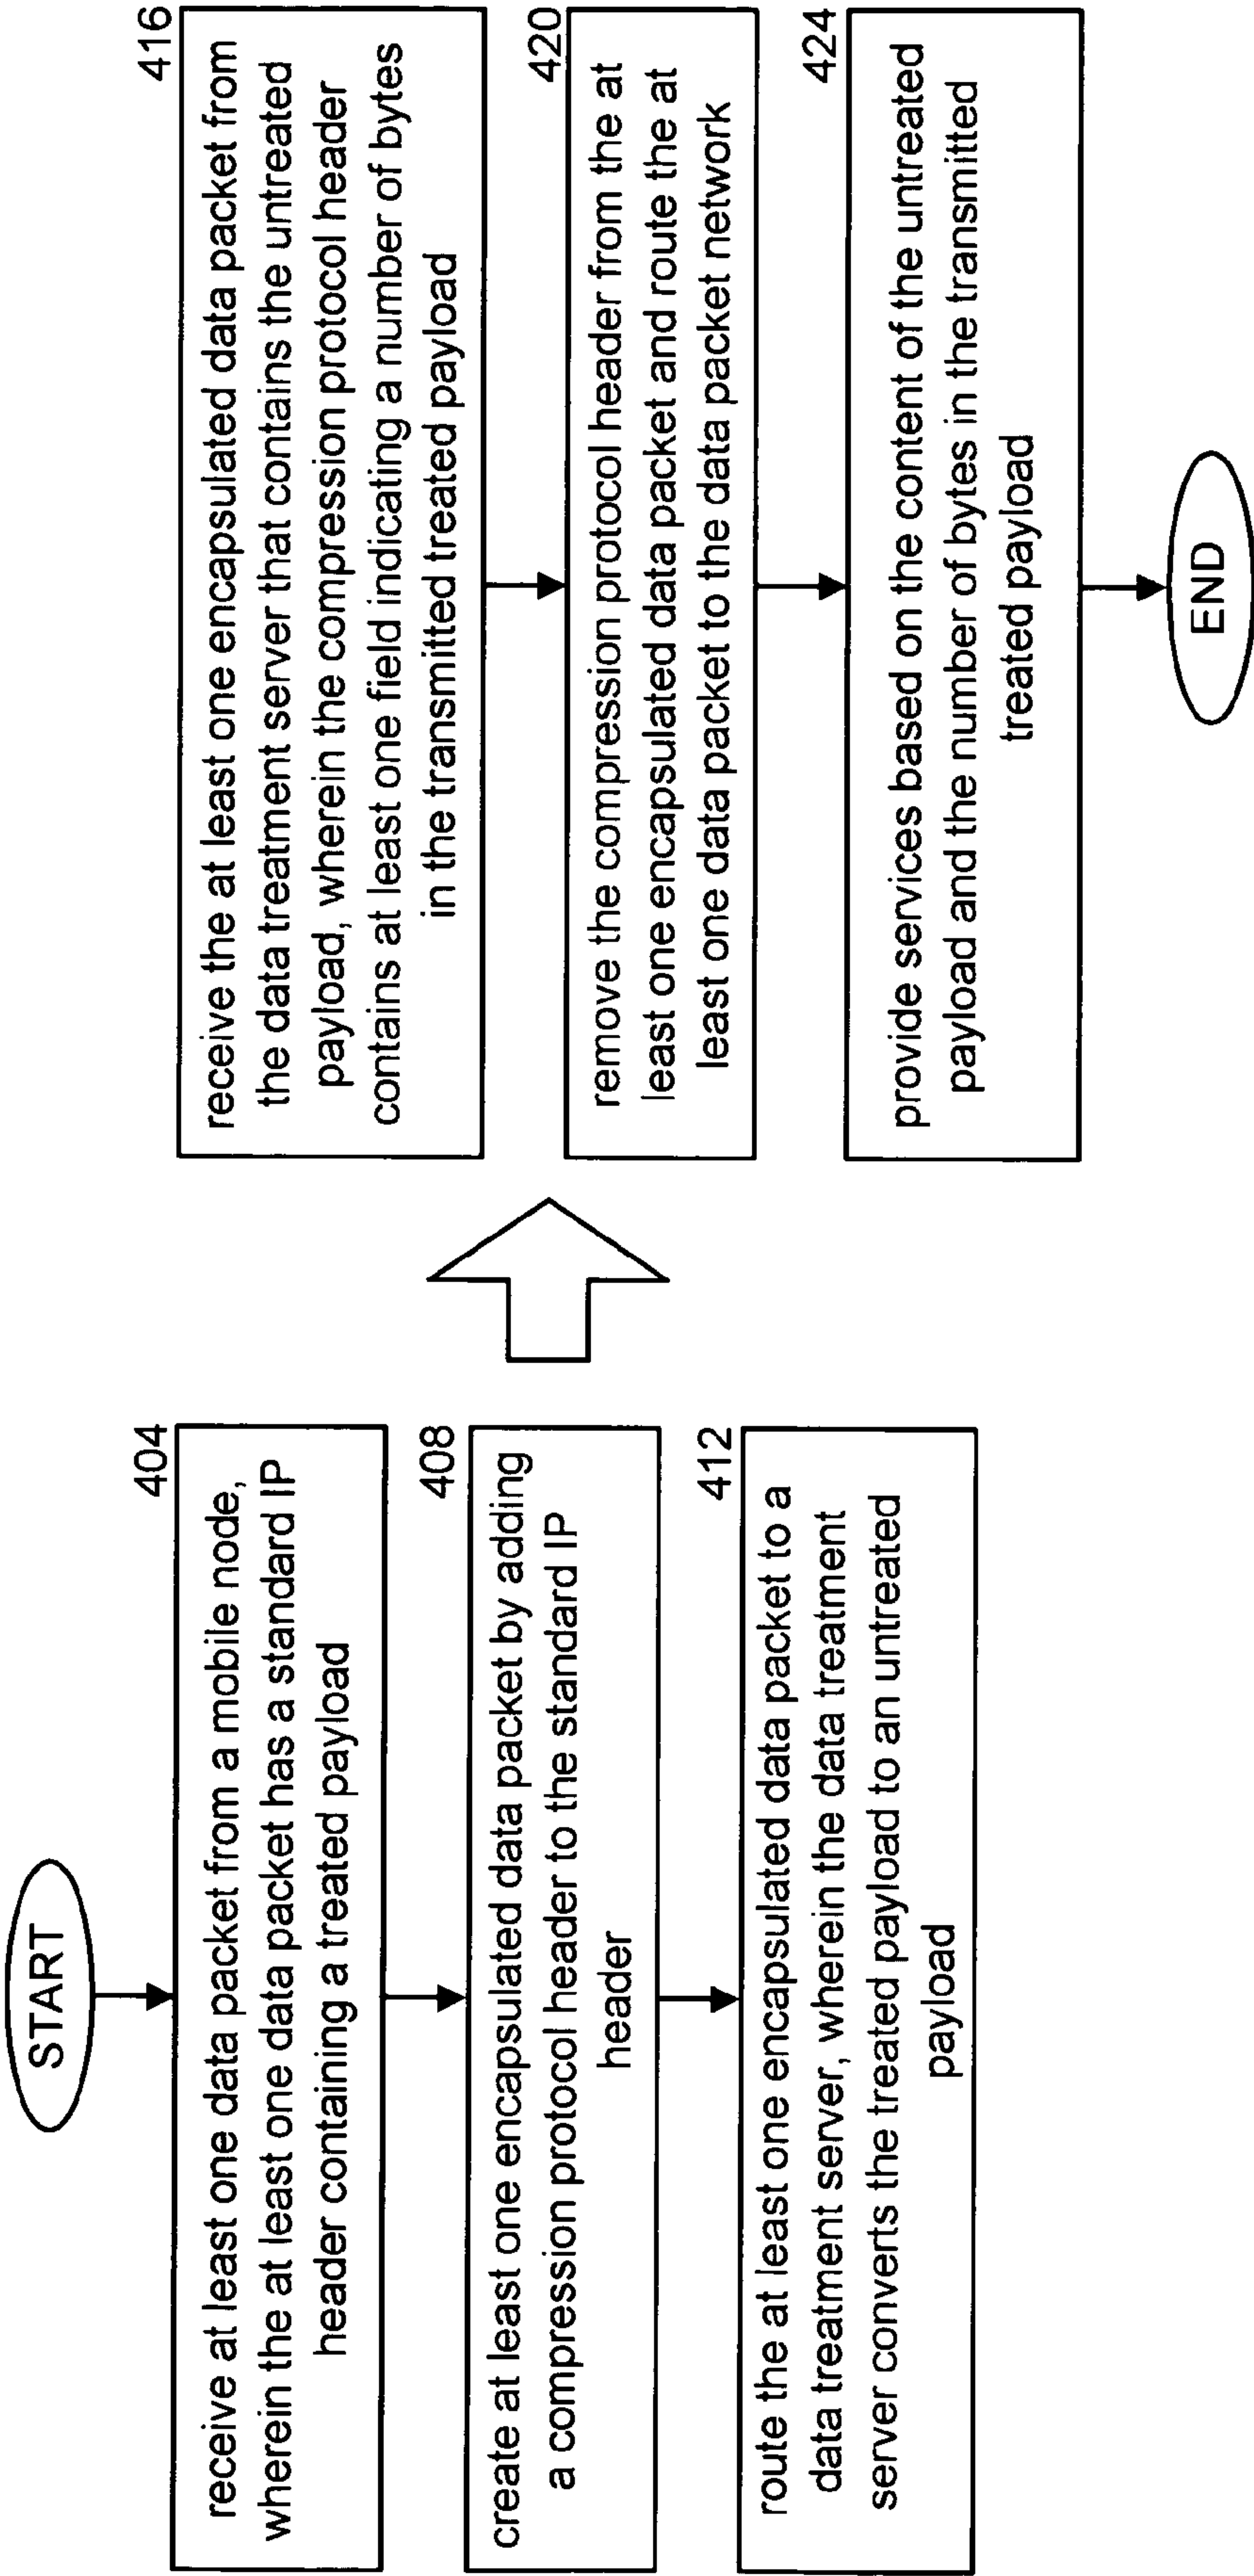 START
404
receive at least one data packet from a mobile node,
wherein the at least one data packet has a standard IP
header containing a treated payload
408
create at least one encapsulated data packet by adding
a compression protocol header to the standard IP
header
412
route the at least one encapsulated data packet to a
data treatment server, wherein the data treatment
server converts the treated payload to an untreated
payload
416
receive the at least one encapsulated data packet from
the data treatment server that contains the untreated
payload, wherein the compression protocol header
contains at least one field indicating a number of bytes
in the transmitted treated payload
420
remove the compression protocol header from the at
least one encapsulated data packet and route the at
least one data packet to the data packet network
424
provide services based on the content of the untreated
payload and the number of bytes in the transmitted
treated payload
END